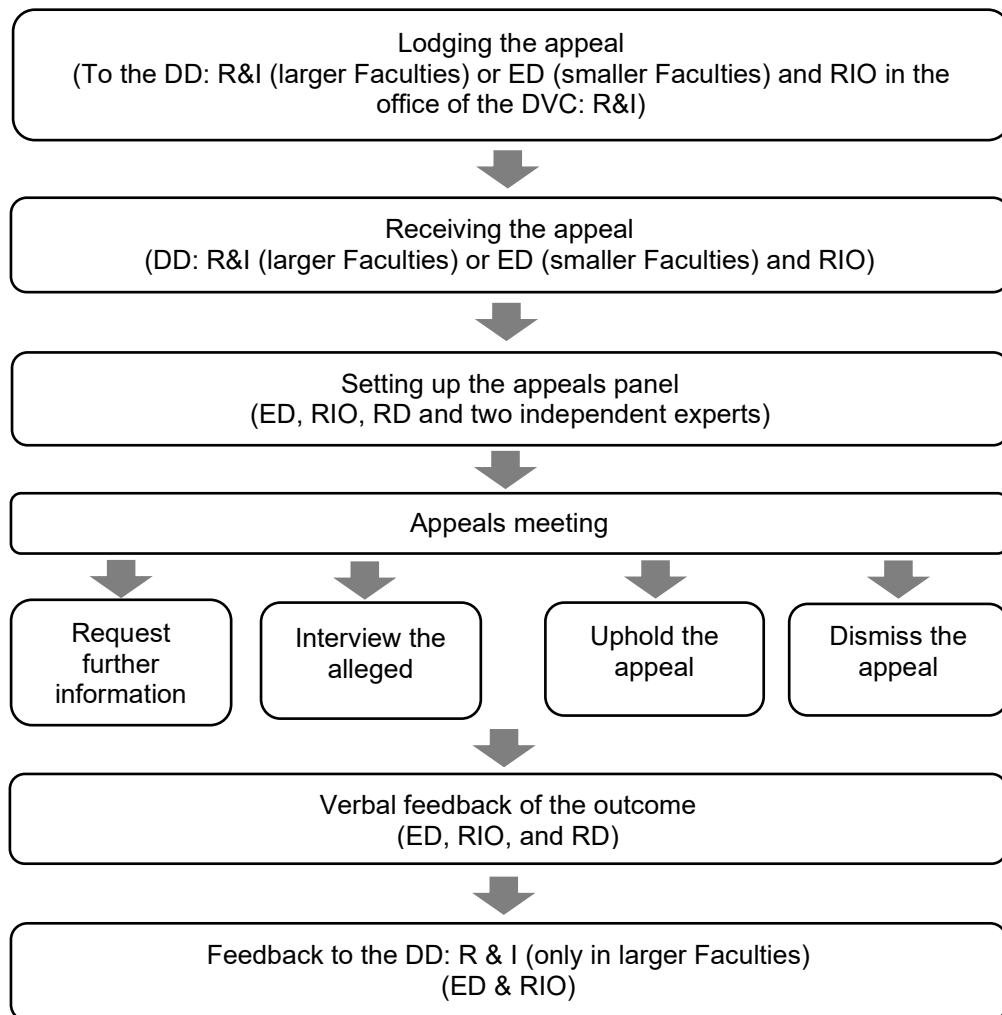 Lodging the appeal
(To the DD: R&I (larger Faculties) or ED (smaller Faculties) and RIO in the
office of the DVC: R&I)
Receiving the appeal
(DD: R&I (larger Faculties) or ED (smaller Faculties) and RIO)
Setting up the appeals panel
(ED, RIO, RD and two independent experts)
Appeals meeting
Request
further
information
Interview the
alleged
Uphold the
appeal
Dismiss the
appeal
Verbal feedback of the outcome
(ED, RIO, and RD)
Feedback to the DD: R & I (only in larger Faculties)
(ED & RIO)